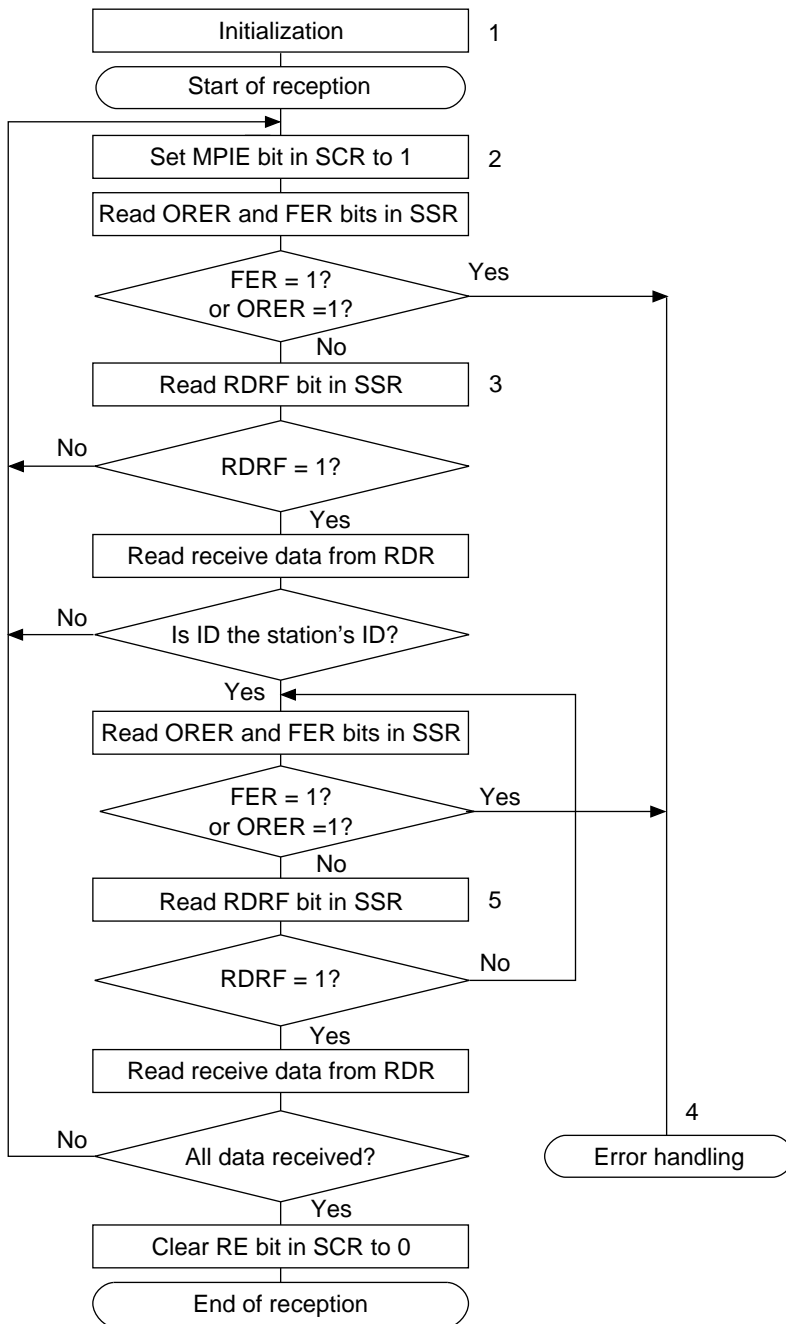 Initialization
1
Start of reception
Set MPIE bit in SCR to 1
2
Read ORER and FER bits in SSR
FER = 1?
or ORER =1?
Yes
No
Read RDRF bit in SSR
3
RDRF = 1?
No
Yes
Read receive data from RDR
Is ID the station's ID?
No
Yes
Read ORER and FER bits in SSR
FER = 1?
or ORER =1?
Yes
No
Read RDRF bit in SSR
5
RDRF = 1?
No
Yes
Read receive data from RDR
All data received?
No
4
Error handling
Yes
Clear RE bit in SCR to 0
End of reception